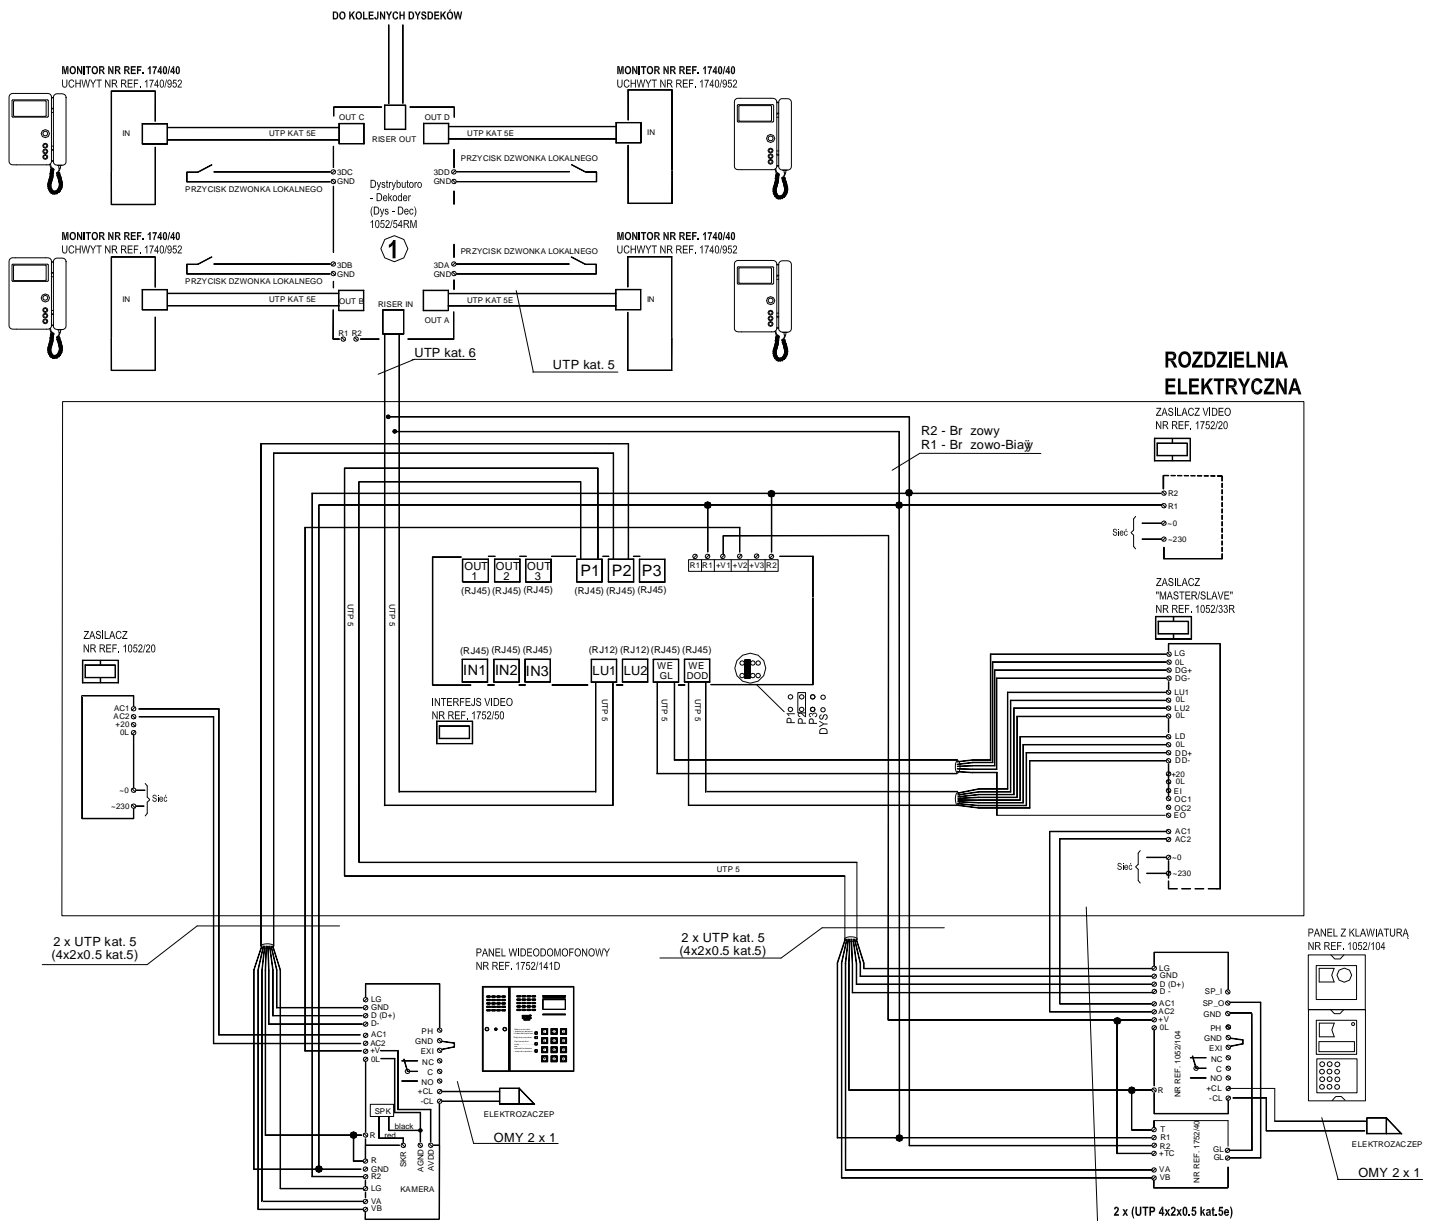 DO KOLEJNYCH DYSDEKÓW
MONITOR NR REF. 1740/40
UCHWYT NR REF. 1740/952
IN
UTP KAT 5E
OUT C
RISER OUT
OUT D
UTP KAT 5E
MONITOR NR REF. 1740/40
UCHWYT NR REF. 1740/952
IN
PRZYCISK DZWONKA LOKALNEGO
3DC
GND
3DD
GND
PRZYCISK DZWONKA LOKALNEGO
Dystrybutoro
- Dekoder
(Dys - Dec)
1052/54RM
1
MONITOR NR REF. 1740/40
UCHWYT NR REF. 1740/952
IN
PRZYCISK DZWONKA LOKALNEGO
3DB
GND
3DA
GND
PRZYCISK DZWONKA LOKALNEGO
MONITOR NR REF. 1740/40
UCHWYT NR REF. 1740/952
IN
UTP KAT 5E
OUT B
RISER IN
OUT A
UTP KAT 5E
R1 R2
UTP kat. 6
UTP kat. 5
ROZDZIELNIA
ELEKTRYCZNA
R2 - Br zowy
ZASILACZ VIDEO
NR REF. 1752/20
R2
R1
Sieć
~0
~230
OUT
1
OUT
2
OUT
3
P1
P2
P3
(RJ45) (RJ45) (RJ45)
(RJ45) (RJ45) (RJ45)
R1 R1 +V1 +V2 +V3 R2
UTP 5
UTP 5
(RJ45) (RJ45) (RJ45)
IN1 IN2 IN3
(RJ12) (RJ12) (RJ45) (RJ45)
LU1
LU2
WE
GL
WE
DOD
INTERFEJS VIDEO
NR REF. 1752/50
UTP 5
UTP 5
UTP 5
P1
P2
P3
DYS
ZASILACZ
"MASTER/SLAVE"
NR REF. 1052/33R
LG
0L
DG+
DG-
LU1
0L
LU2
0L
LD
0L
DD+
DD-
+20
0L
EI
OC1
OC2
EO
AC1
AC2
Sieć
~0
~230
ZASILACZ
NR REF. 1052/20
AC1
AC2
+20
0L
~0
~230
Sieć
UTP 5
2 x UTP kat. 5
(4x2x0.5 kat.5)
PANEL WIDEODOMOFONOWY
NR REF. 1752/141D
LG
GND
D (D+)
D-
AC1
AC2
+V
0L
PH
GND
EXI
NC
C
NO
+CL
-CL
SPK
black
red
R
SKR
AGND
AVDD
R
GND
R2
LG
VA
VB
KAMERA
ELEKTROZACZEP
OMY 2 x 1
2 x UTP kat. 5
(4x2x0.5 kat.5)
PANEL Z KLAWIATURĄ
NR REF. 1052/104
LG
GND
D (D+)
D -
AC1
AC2
+V
0L
R
SP_I
SP_O
GND
PH
GND
EXI
NC
C
NO
+CL
-CL
NR REF. 1052/104
T
R1
R2
+TC
VA
VB
GL
GL
NR REF. 1752/40
ELEKTROZACZEP
OMY 2 x 1
2 x (UTP 4x2x0.5 kat.5e)